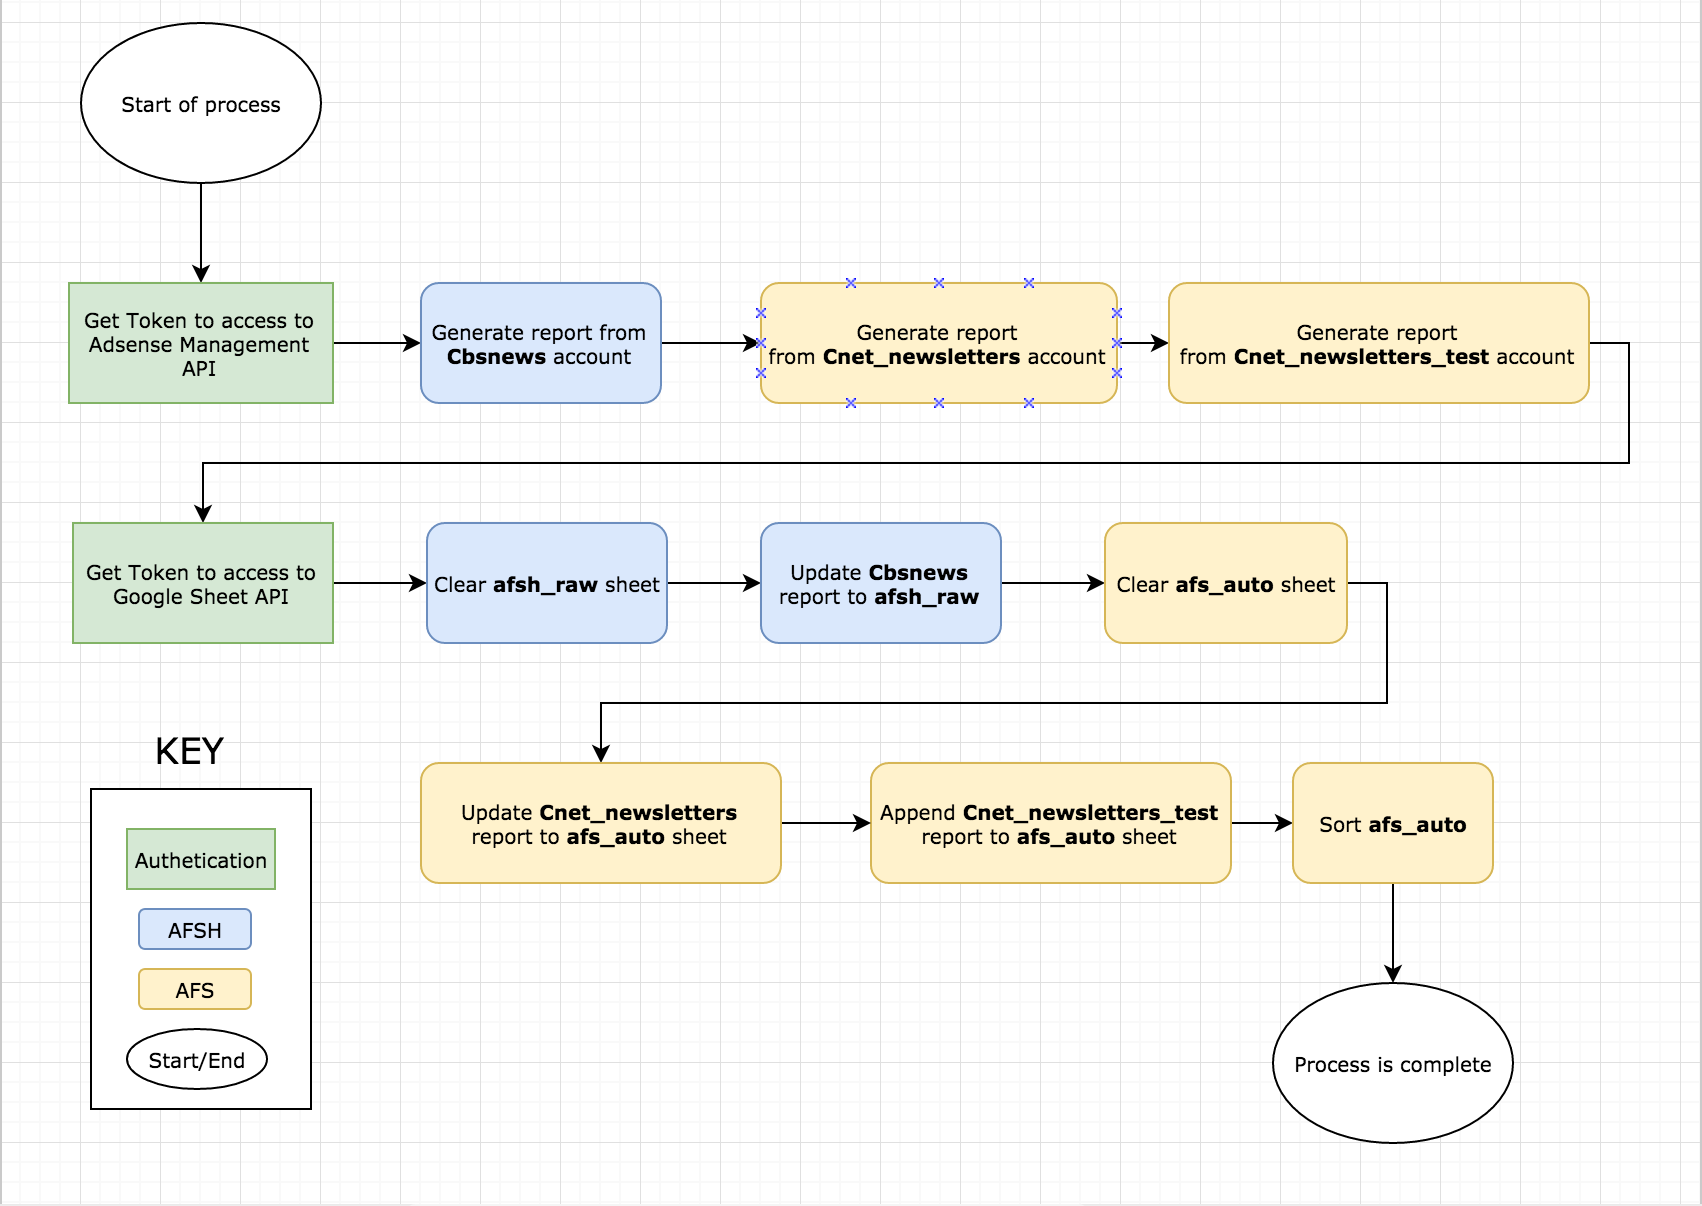 Start of process
Get Token to access to
Adsense Management
API
Generate report from
Cbsnews account
Generate report
from Cnet_newsletters account
Generate report
from Cnet_newsletters_test account
Get Token to access to
Google Sheet API
Clear afsh_raw sheet
Update Cbsnews
report to afsh_raw
Clear afs_auto sheet
Update Cnet_newsletters
report to afs_auto sheet
Append Cnet_newsletters_test
report to afs_auto sheet
Sort afs_auto
Process is complete
KEY
Authetication
AFSH
AFS
Start/End